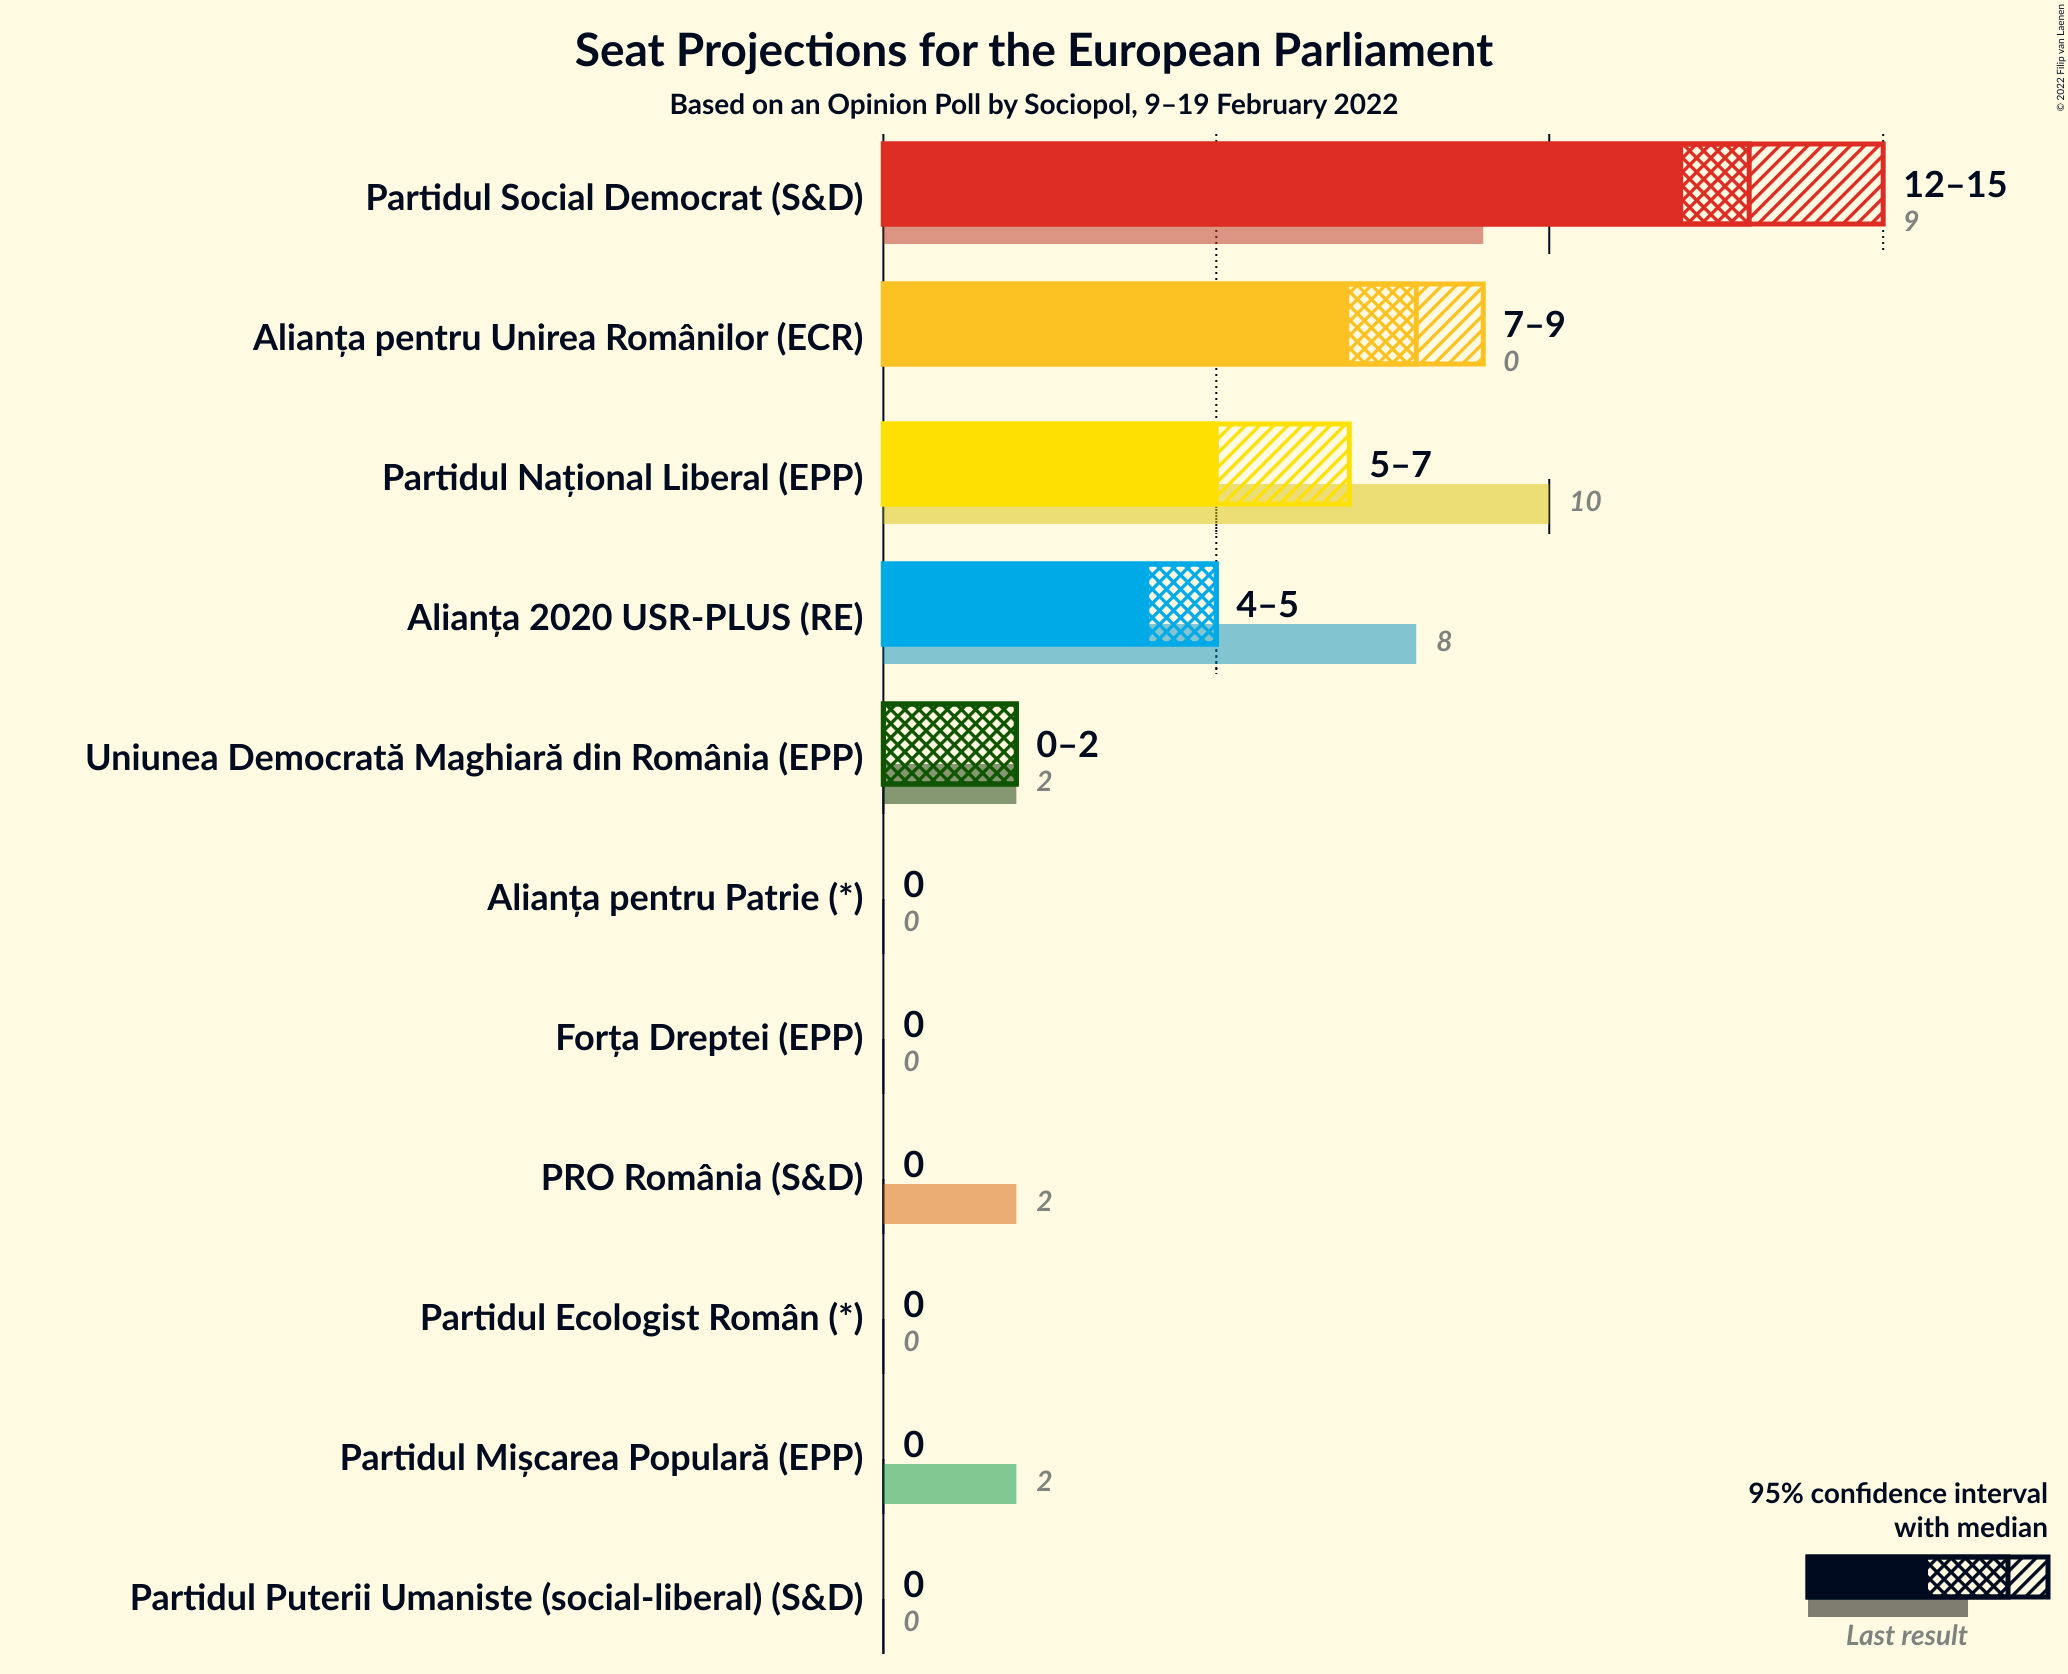 Seat Projections for the European Parliament
Based on an Opinion Poll by Sociopol, 9–19 February 2022
© 2022 Filip van Laenen
Partidul Social Democrat (S&D)
12–15
9
Alianța pentru Unirea Românilor (ECR)
7–9
0
Partidul Național Liberal (EPP)
5–7
10
Alianța 2020 USR-PLUS (RE)
4–5
8
Uniunea Democrată Maghiară din România (EPP)
0–2
2
Alianța pentru Patrie (*)
0
0
Forța Dreptei (EPP)
0
0
PRO România (S&D)
0
2
Partidul Ecologist Român (*)
0
0
Partidul Mișcarea Populară (EPP)
0
2
Partidul Puterii Umaniste (social-liberal) (S&D)
0
0
95% confidence interval
with median
Last result